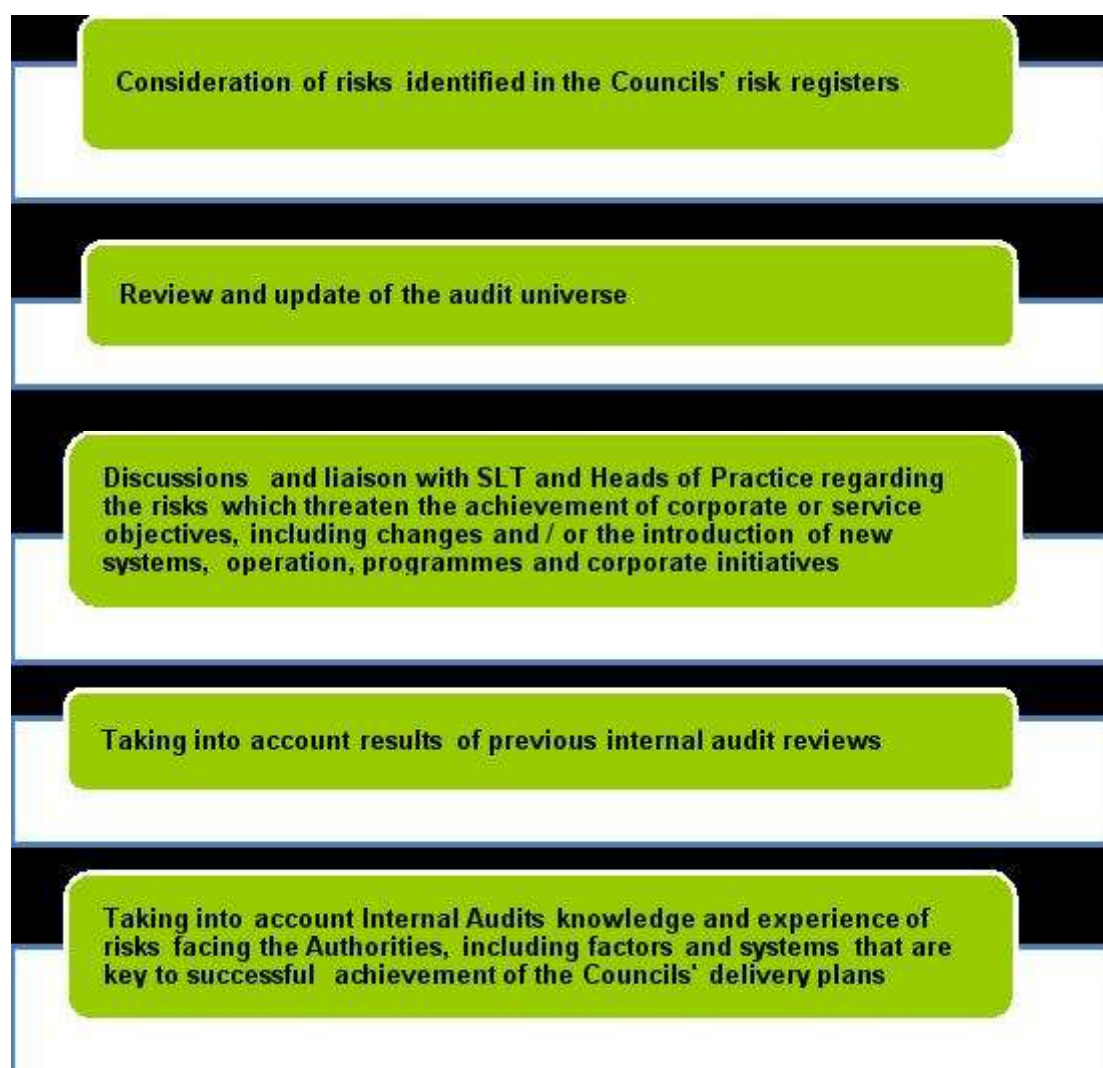 Consideration of risks identified in the Councils' risk registers
Review and update of the audit universe
Discussions and liaison with SLT and Heads of Practice regarding
the risks which threaten the achievement of corporate or service
objectives, including changes and / or the introduction of new
systems, operation, programmes and corporate initiatives
Taking into account results of previous internal audit reviews
Taking into account Internal Audits knowledge and experience of
risks facing the Authorities, including factors and systems that are
key to successful achievement of the Councils' delivery plans